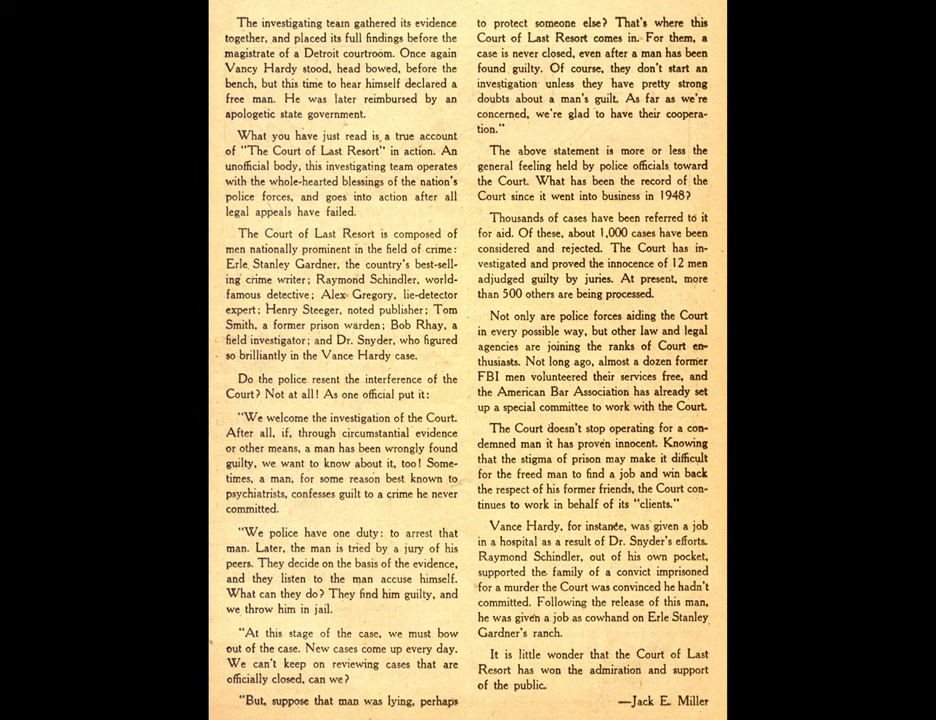 The investigating team gathered its evidence
together, and placed its full findings before the
magistrate of a Detroit courtroom. Once again
Vancy Hardy stood, head bowed, before the
bench, but this time to hear himself declared a
free man. He was later reimbursed by an
apologetic state government.
What you have just read is a true account
of "The Court of Last Resort" in action. An
unofficial body, this investigating team operates
with the whole-hearted blessings of the nation's
police forces, and goes into action after all
legal appeals have failed.
The Court of Last Resort is composed of
men nationally prominent in the field of crime:
Erle Stanley Gardner, the country's best-sell-
ing crime writer; Raymond Schindler, world-
famous detective; Alex Gregory, lie-detector
expert; Henry Steeger, noted publisher; Tom
Smith, a former prison warden; Bob Rhay, a
field investigator; and Dr. Snyder, who figured
so brilliantly in the Vance Hardy case.
Do the police resent the interference of the
Court? Not at all! As one official put it:
"We welcome the investigation of the Court.
After all, if, through circumstantial evidence
or other means, a man has been wrongly found
guilty, we want to know about it, too! Some-
times, a man, for some reason best known to
psychiatrists, confesses guilt to a crime he never
committed.
"We police have one duty: to arrest that
man. Later, the man is tried by a jury of his
peers. They decide on the basis of the evidence,
and they listen to the man accuse himself.
What can they do? They find him guilty, and
we throw him in jail.
"At this stage of the case, we must bow
out of the case. New cases come up every day.
We can't keep on reviewing cases that are
officially closed, can we?
"But, suppose that man was lying, perhaps
to protect someone else? That's where this
Court of Last Resort comes in. For them, a
case is never closed, even after a man has been
found guilty. Of course, they don't start an
investigation unless they have pretty strong
doubts about a man's guilt. As far as we're
concerned, we're glad to have their coopera-
tion."
The above statement is more or less the
general feeling held by police officials toward
the Court. What has been the record of the
Court since it went into business in 1948?
Thousands of cases have been referred to it
for aid. Of these, about 1,000 cases have been
considered and rejected. The Court has in-
vestigated and proved the innocence of 12 men
adjudged guilty by juries. At present, more
than 500 others are being processed.
Not only are police forces aiding the Court
in every possible way, but other law and legal
agencies are joining the ranks of Court en-
thusiasts. Not long ago, almost a dozen former
FBI men volunteered their services free, and
the American Bar Association has already set
up a special committee to work with the Court.
The Court doesn't stop operating for a con-
demned man it has proven innocent. Knowing
that the stigma of prison may make it difficult
for the freed man to find a job and win back
the respect of his former friends, the Court con-
tinues to work in behalf of its "clients."
Vance Hardy, for instance, was given a job
in a hospital as a result of Dr. Snyder's efforts.
Raymond Schindler, out of his own pocket,
supported the family of a convict imprisoned
for a murder the Court was convinced he hadn't
committed. Following the release of this man,
he was given a job as cowhand on Erle Stanley
Gardner's ranch.
It is little wonder that the Court of Last
Resort has won the admiration and support
of the public.
—Jack E. Miller